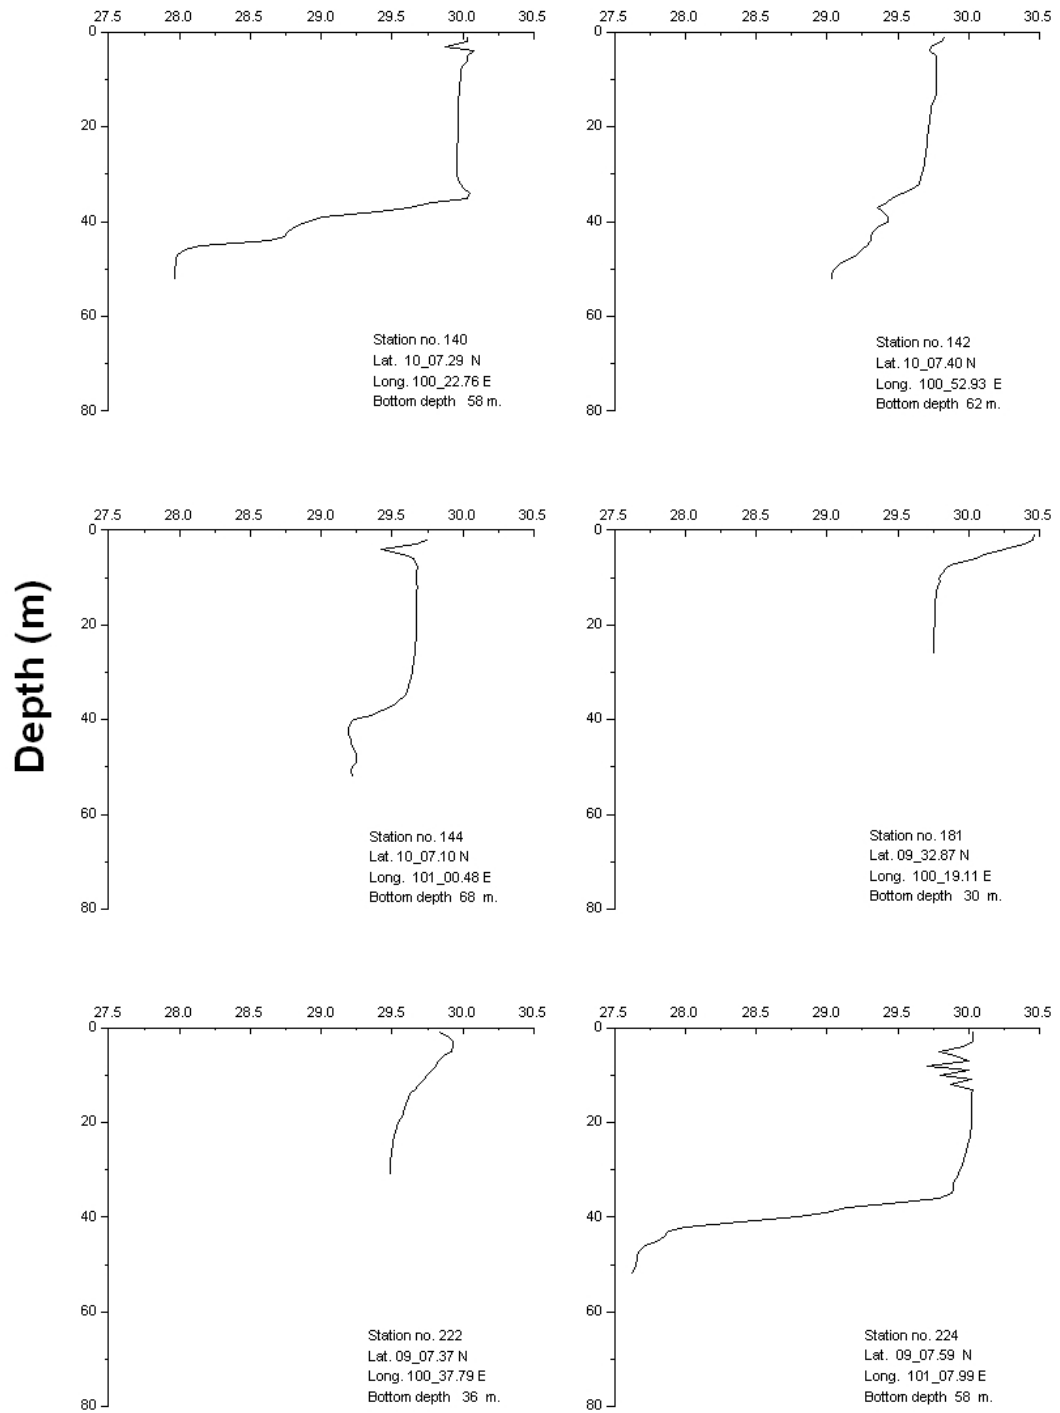 27.5 28.0 28.5 29.0 29.5 30.0 30.5
0
20
40
60
80
Station no. 140
Lat. 10_07.29 N
Long. 100_22.76 E
Bottom depth 58 m.
27.5 28.0 28.5 29.0 29.5 30.0 30.5
0
20
40
60
80
Station no. 142
Lat. 10_07.40 N
Long. 100_52.93 E
Bottom depth 62 m.
Depth (m)
27.5 28.0 28.5 29.0 29.5 30.0 30.5
0
20
40
60
80
Station no. 144
Lat. 10_07.10 N
Long. 101_00.48 E
Bottom depth 68 m.
27.5 28.0 28.5 29.0 29.5 30.0 30.5
0
20
40
60
80
Station no. 181
Lat. 09_32.87 N
Long. 100_19.11 E
Bottom depth 30 m.
27.5 28.0 28.5 29.0 29.5 30.0 30.5
0
20
40
60
80
Station no. 222
Lat. 09_07.37 N
Long. 100_37.79 E
Bottom depth 36 m.
27.5 28.0 28.5 29.0 29.5 30.0 30.5
0
20
40
60
80
Station no. 224
Lat. 09_07.59 N
Long. 101_07.99 E
Bottom depth 58 m.